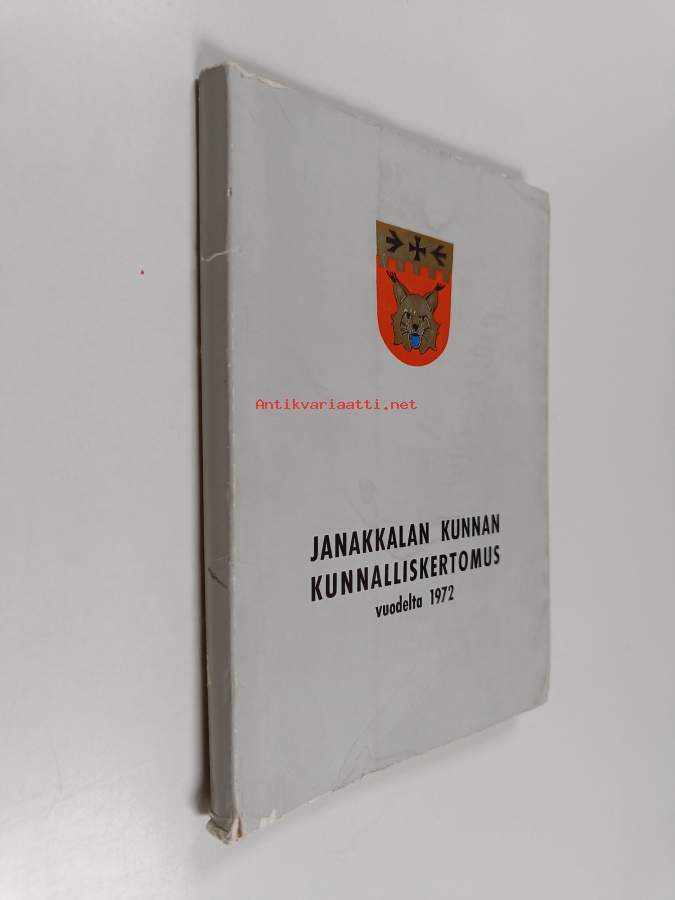 Antikvariaatti.net
JANAKKALAN KUNNAN
KUNNALLISKERTOMUS
vuodelta 1972